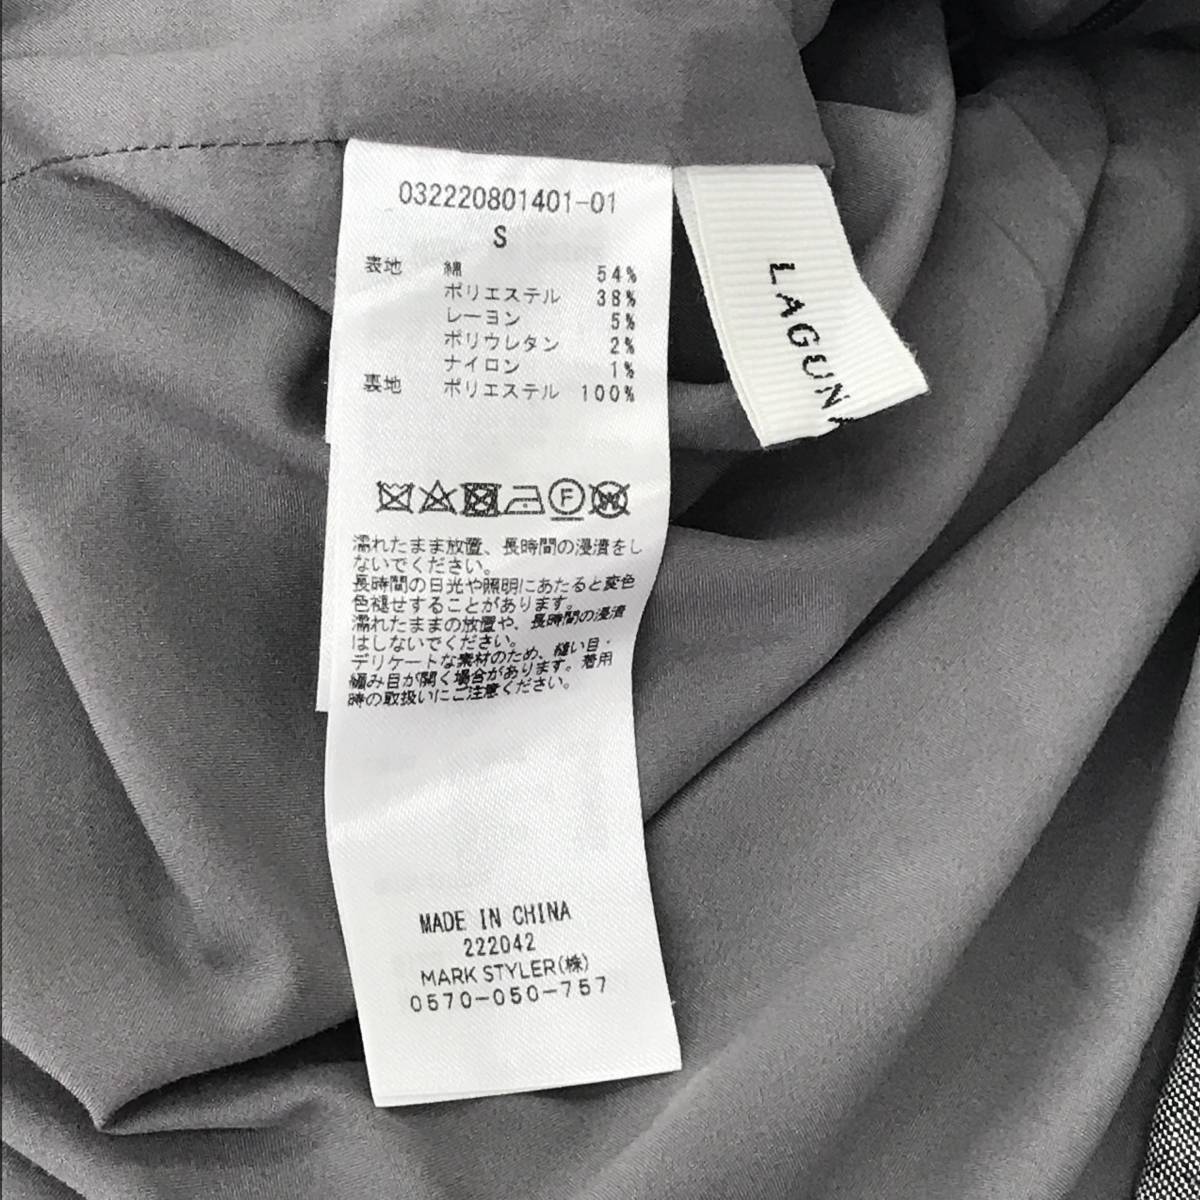 032220801401-01
S
表地 綿 54%
ポリエステル 38%
レーヨン 5%
ポリウレタン 2%
ナイロン 1%
裏地 ポリエステル 100%
F
W
濡れたまま放置、長時間の浸漬をし
ないでください。
長時間の日光や照明にあたると変色
色褪せすることがあります。
濡れたままの放置や、長時間の浸漬
はしないでください。
デリケートな素材のため、縫い目・
編み目が開く場合があります。着用
時の取扱いにご注意ください。
MADE IN CHINA
222042
MARK STYLER(株)
0570-050-757
LAGUN